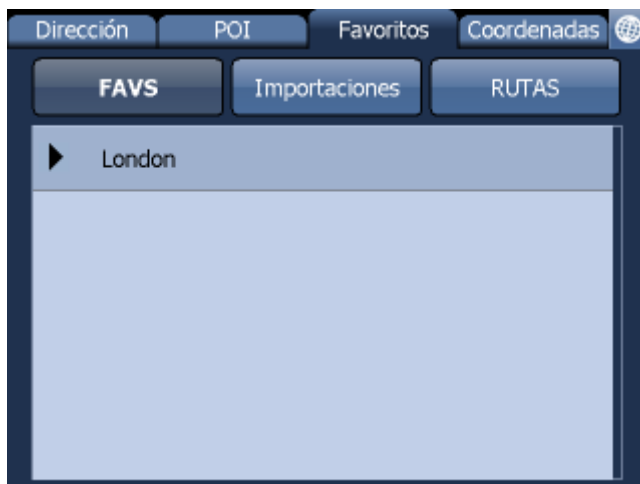 Dirección POI Favoritos Coordenadas
FAVS Importaciones RUTAS
London